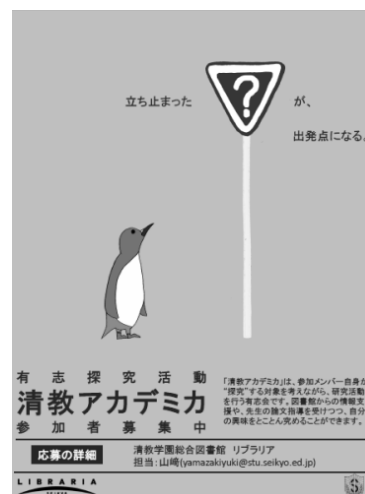 立ち止まった ? が、
出発点になる。
有志探究活動
清教アカデミカ
参加者募集中
「清教アカデミカ」は、参加メンバー自身が
“探究”する対象を考えながら、研究活動
を行う有志会です。図書館からの情報支
援や、先生の論文指導を受けつつ、自分
の興味をとことん究めることができます。
応募の詳細
清教学園総合図書館 リブラリア
担当：山﨑(yamazakiyuki@stu.seikyo.ed.jp)
LIBRARIA